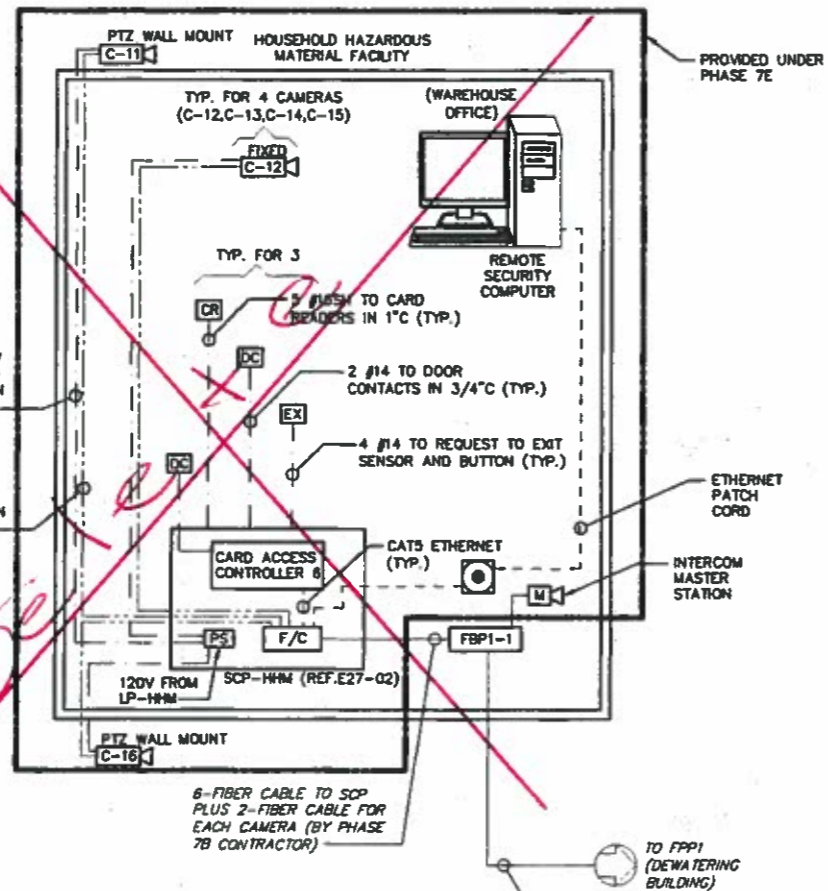 PTZ WALL MOUNT
C-11
HOUSEHOLD HAZARDOUS
MATERIAL FACILITY
PROVIDED UNDER
PHASE 7E
TYP. FOR 4 CAMERAS
(C-12,C-13,C-14,C-15)
FIXED
C-12
(WAREHOUSE
OFFICE)
REMOTE
SECURITY
COMPUTER
TYP. FOR 3
CR
TO CARD
READERS IN 1"C (TYP.)
DC
2 #14 TO DOOR
CONTACTS IN 3/4"C (TYP.)
EX
4 #14 TO REQUEST TO EXIT
SENSOR AND BUTTON (TYP.)
DC
ETHERNET
PATCH
CORD
CARD ACCESS
CONTROLLER 6
CAT5 ETHERNET
(TYP.)
INTERCOM
MASTER
STATION
M
PS
F/C
FBP1-1
120V FROM
LP-HHM
SCP-HHM (REF.E27-02)
PTZ WALL MOUNT
C-16
6-FIBER CABLE TO SCP
PLUS 2-FIBER CABLE FOR
EACH CAMERA (BY PHASE
7B CONTRACTOR)
TO FPP1
(DEWATERING
BUILDING)